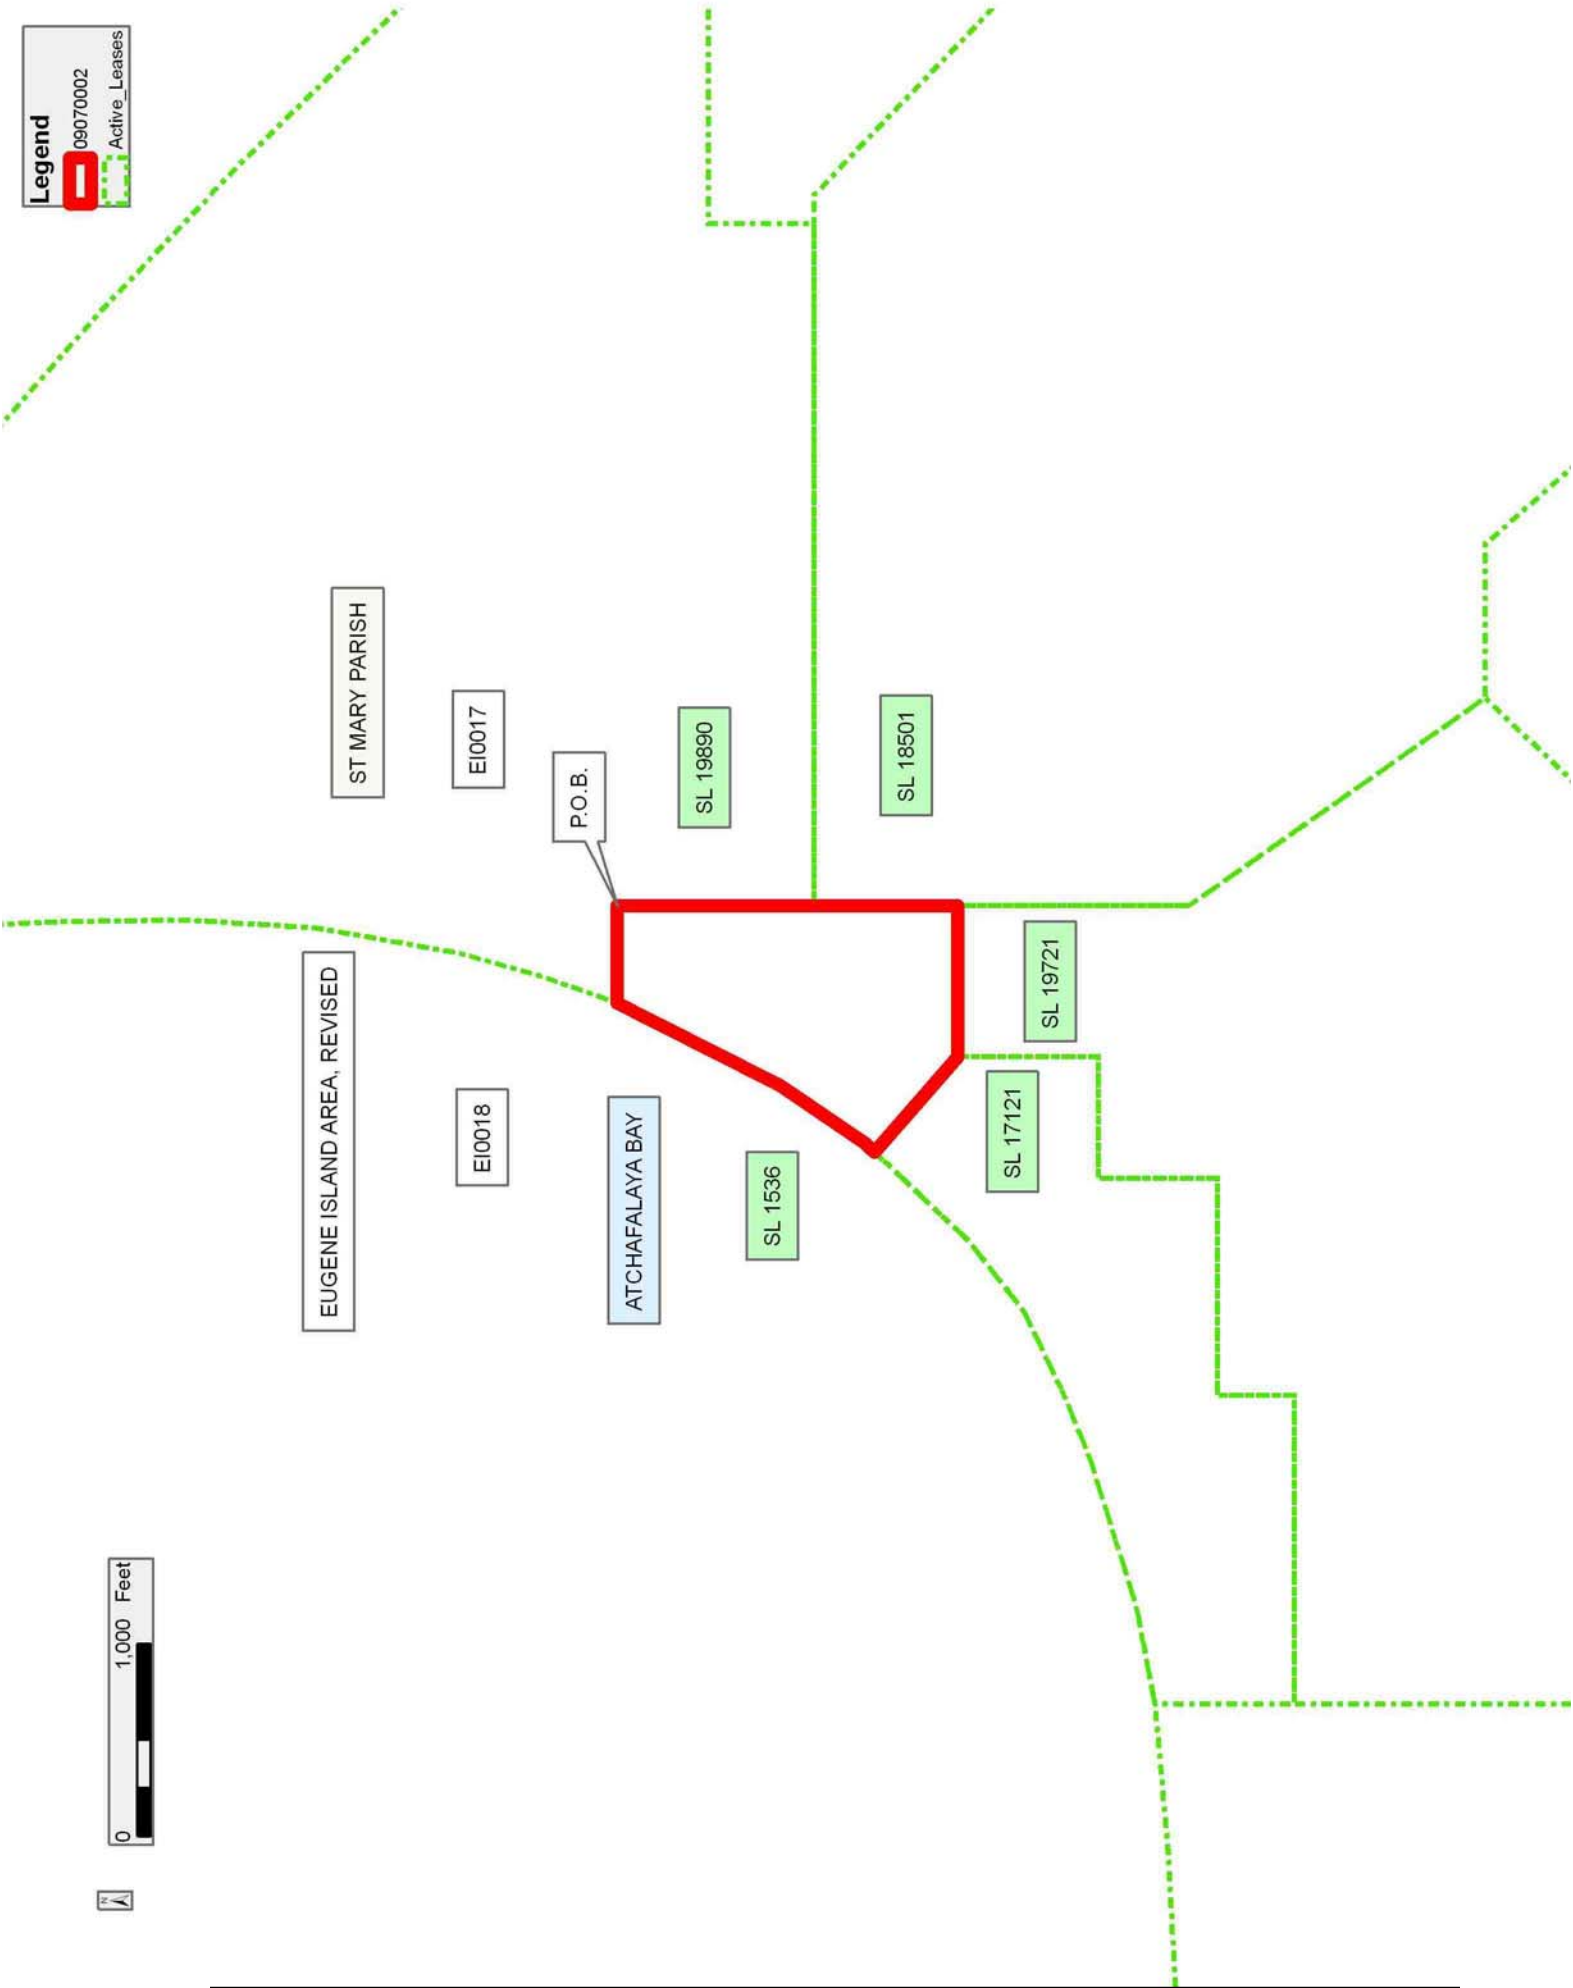 Legend
09070002
Active_Leases
ST MARY PARISH
EI0017
P.O.B.
SL 19890
SL 18501
EUGENE ISLAND AREA, REVISED
EI0018
ATCHAFALAYA BAY
SL 1536
SL 19721
SL 17121
0 1,000 Feet
N